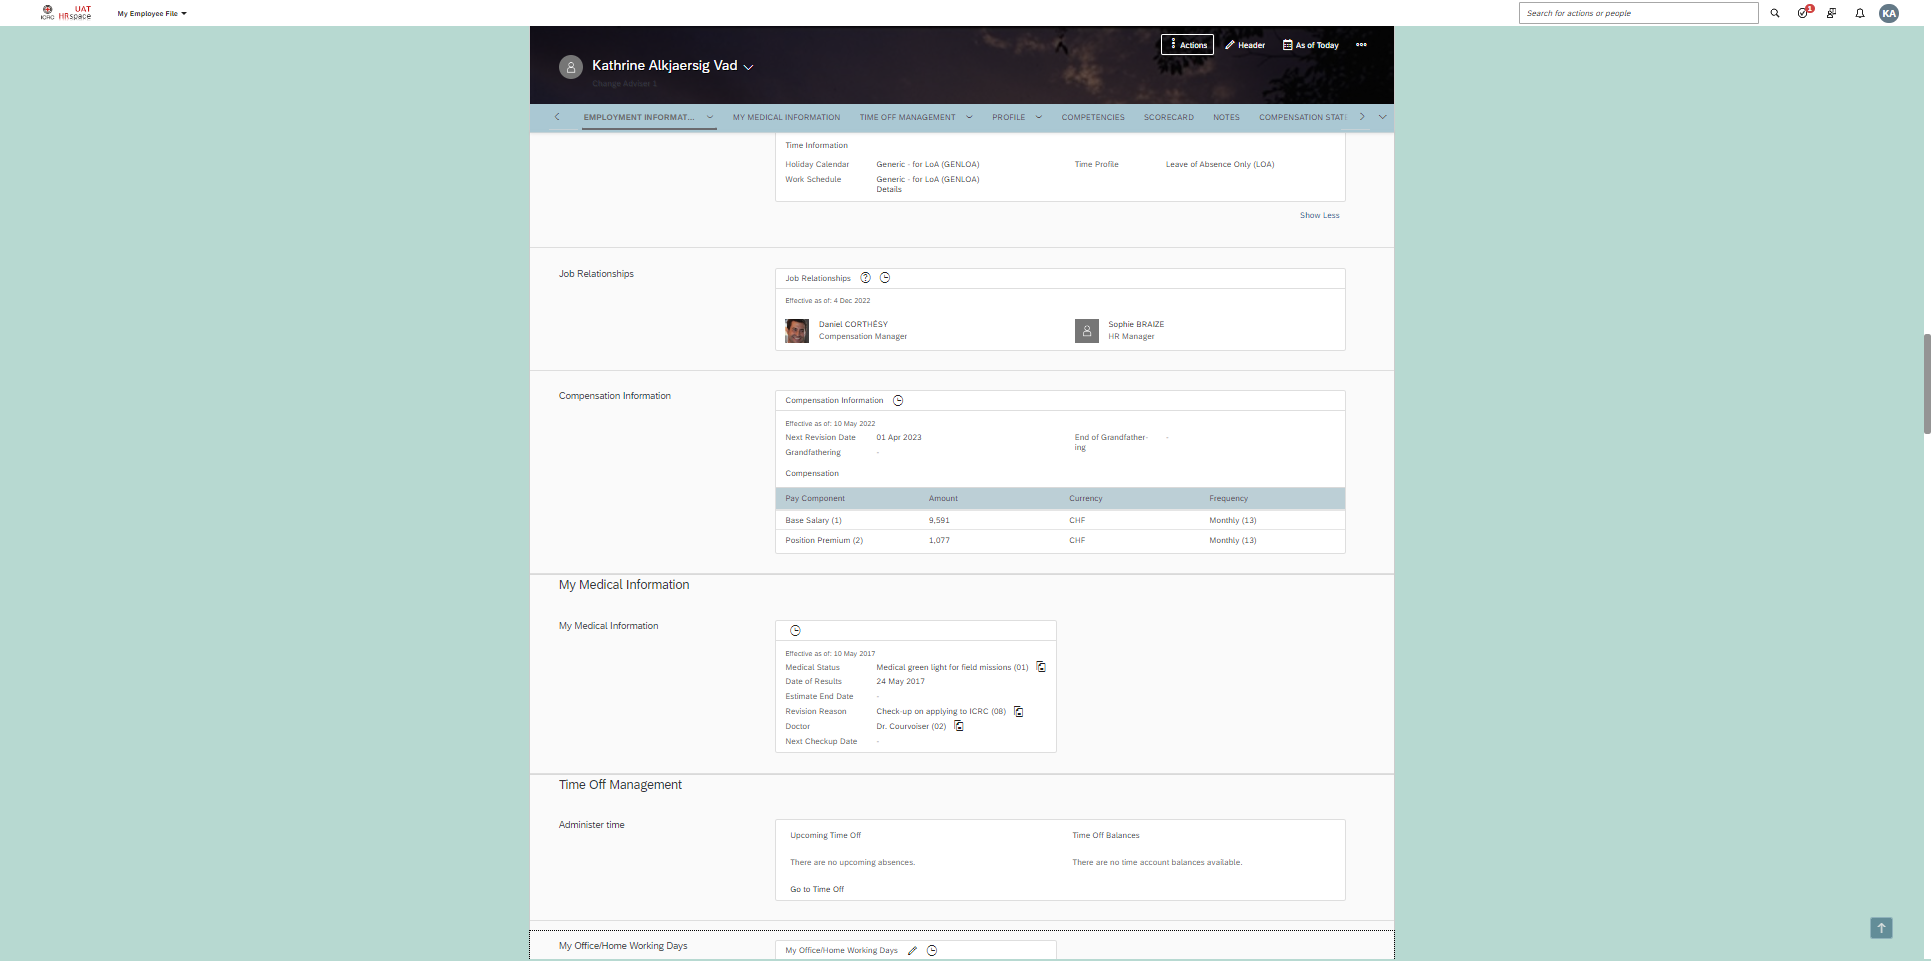 ICRC
UAT
HRspace
My Employee File
Search for actions or people
1
KA
Actions
Header
As of Today
Kathrine Alkjaersig Vad
Change Adviser 1
EMPLOYMENT INFORMAT...
MY MEDICAL INFORMATION
TIME OFF MANAGEMENT
PROFILE
COMPETENCIES
SCORECARD
NOTES
COMPENSATION STATE
Time Information
Holiday Calendar Generic - for LoA (GENLOA) Time Profile Leave of Absence Only (LOA)
Work Schedule Generic - for LoA (GENLOA)
Details
Show Less
Job Relationships
Job Relationships
Effective as of: 4 Dec 2022
Daniel CORTHÉSY
Compensation Manager
Sophie BRAIZE
HR Manager
Compensation Information
Compensation Information
Effective as of: 10 May 2022
Next Revision Date 01 Apr 2023 End of Grandfather-
ing -
Grandfathering -
Compensation
Pay Component Amount Currency Frequency
Base Salary (1) 9,591 CHF Monthly (13)
Position Premium (2) 1,077 CHF Monthly (13)
My Medical Information
My Medical Information
Effective as of: 10 May 2017
Medical Status Medical green light for field missions (01)
Date of Results 24 May 2017
Estimate End Date -
Revision Reason Check-up on applying to ICRC (08)
Doctor Dr. Courvoiser (02)
Next Checkup Date -
Time Off Management
Administer time
Upcoming Time Off
There are no upcoming absences.
Go to Time Off
Time Off Balances
There are no time account balances available.
My Office/Home Working Days
My Office/Home Working Days